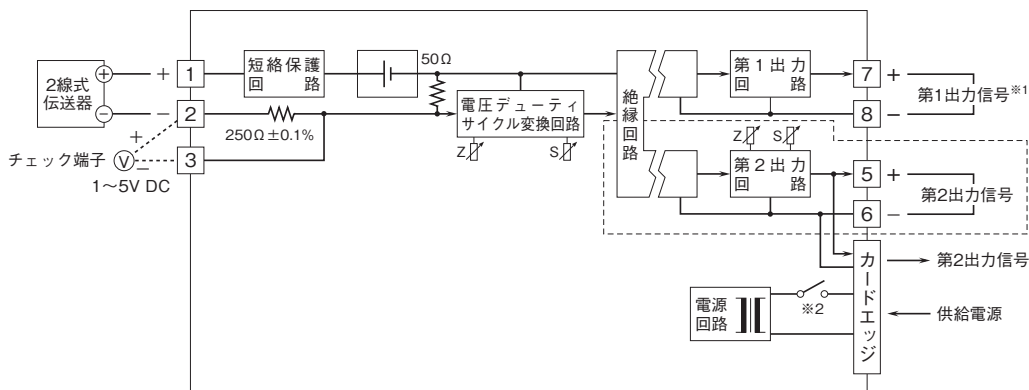 2線式
伝送器
+
−
+
−
+
−
チェック端子
V
1～5V DC
1
2
3
短絡保護
回路
250Ω±0.1%
50Ω
電圧デューティ
サイクル変換回路
Z
S
絶縁回路
第1出力
回路
Z
S
第2出力
回路
7
8
5
6
+
−
第1出力信号※1
+
−
第2出力信号
カードエッジ
第2出力信号
供給電源
電源
回路
※2